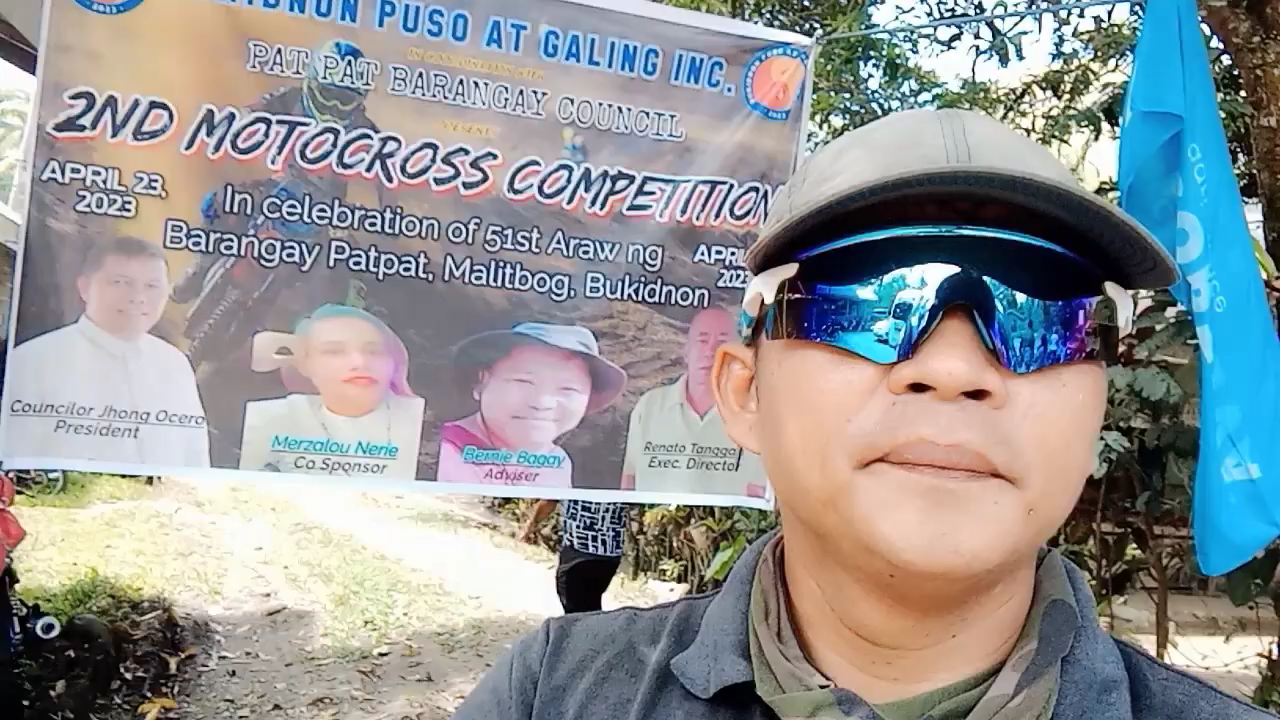 PUSO AT GALING INC.
PAT PAT BARANGAY COUNCIL
PRESENTS
2ND MOTOCROSS COMPETITION
APRIL 23,
2023
In celebration of 51st Araw ng
Barangay Patpat, Malitbog, Bukidnon
APRIL
2023
Councilor Jhong Ocero
President
Merzalou Nerie
Co Sponsor
Bernie Bagay
Adviser
Renato Tangga
Exec. Director